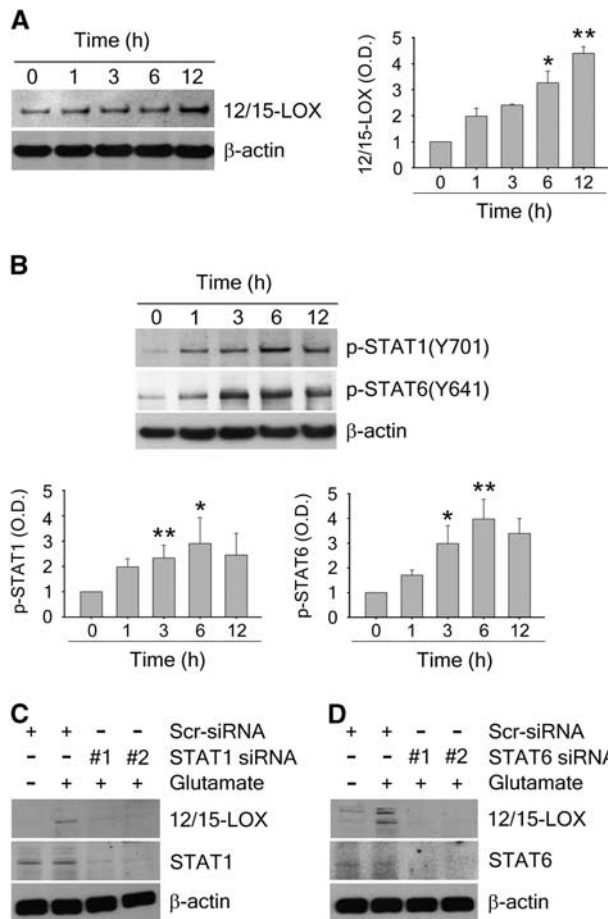 A
Time (h)
0 1 3 6 12
12/15-LOX
β-actin
12/15-LOX (O.D.)
5
4
3
2
1
0
* **
0 1 3 6 12
Time (h)
B
Time (h)
0 1 3 6 12
p-STAT1(Y701)
p-STAT6(Y641)
β-actin
p-STAT1 (O.D.)
5
4
3
2
1
0
** *
0 1 3 6 12
Time (h)
p-STAT6 (O.D.)
5
4
3
2
1
0
* **
0 1 3 6 12
Time (h)
C
+ + - - Scr-siRNA
- - #1 #2 STAT1 siRNA
- + + + Glutamate
12/15-LOX
STAT1
β-actin
D
+ + - - Scr-siRNA
- - #1 #2 STAT6 siRNA
- + + + Glutamate
12/15-LOX
STAT6
β-actin